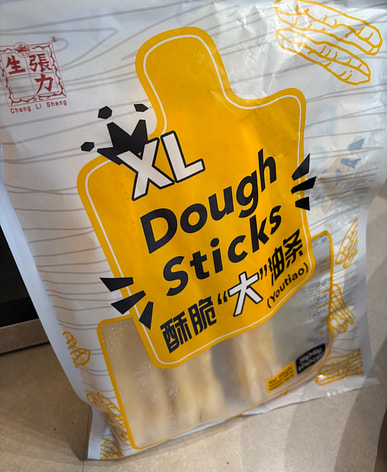 生 張力
Chang Li Sheng
XL
Dough
Sticks
酥脆“大”油条
(Youtiao)